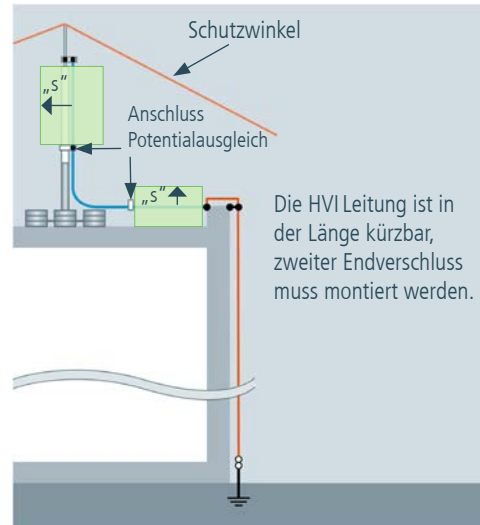 Schutzwinkel
„s“
Anschluss
Potentialausgleich
„s“
Die HVI Leitung ist in
der Länge kürzbar,
zweiter Endverschluss
muss montiert werden.